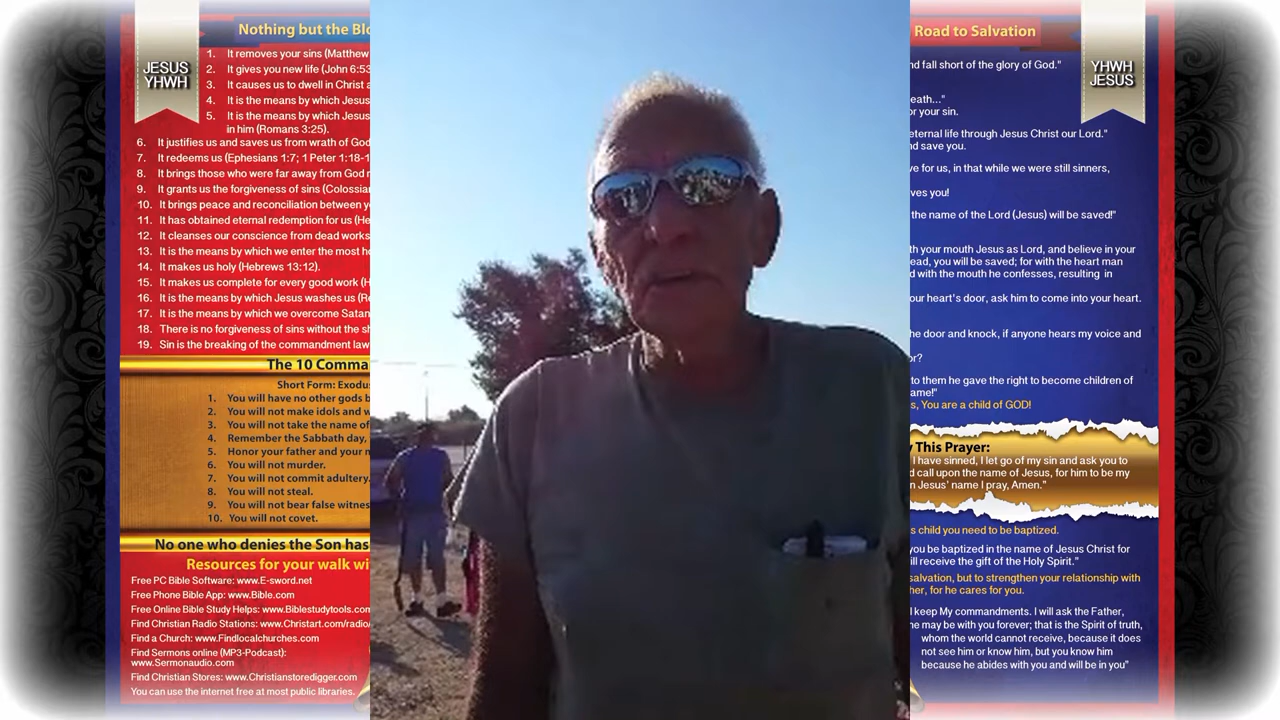 JESUS
YHWH
Nothing but the Blo
1. It removes your sins (Matthew
2. It gives you new life (John 6:53
3. It causes us to dwell in Christ a
4. It is the means by which Jesus
5. It is the means by which Jesus
in him (Romans 3:25).
6. It justifies us and saves us from wrath of God
7. It redeems us (Ephesians 1:7; 1 Peter 1:18-1
8. It brings those who were far away from God n
9. It grants us the forgiveness of sins (Colossian
10. It brings peace and reconciliation between y
11. It has obtained eternal redemption for us (He
12. It cleanses our conscience from dead works
13. It is the means by which we enter the most ho
14. It makes us holy (Hebrews 13:12).
15. It makes us complete for every good work (H
16. It is the means by which Jesus washes us (Re
17. It is the means by which we overcome Satan
18. There is no forgiveness of sins without the sh
19. Sin is the breaking of the commandment law
The 10 Comma
Short Form: Exodu
1. You will have no other gods b
2. You will not make idols and w
3. You will not take the name of
4. Remember the Sabbath day,
5. Honor your father and your m
6. You will not murder.
7. You will not commit adultery.
8. You will not steal.
9. You will not bear false witnes
10. You will not covet.
No one who denies the Son has
Resources for your walk wi
Free PC Bible Software: www.E-sword.net
Free Phone Bible App: www.Bible.com
Free Online Bible Study Helps: www.Biblestudytools.com
Find Christian Radio Stations: www.Christart.com/radio/
Find a Church: www.Findlocalchurches.com
Find Sermons online (MP3-Podcast):
www.Sermonaudio.com
Find Christian Stores: www.Christianstoredigger.com
You can use the internet free at most public libraries.
Road to Salvation
YHWH
JESUS
nd fall short of the glory of God."
eath..."
or your sin.
eternal life through Jesus Christ our Lord."
nd save you.
ve for us, in that while we were still sinners,
ves you!
the name of the Lord (Jesus) will be saved!"
th your mouth Jesus as Lord, and believe in your
ead, you will be saved; for with the heart man
d with the mouth he confesses, resulting in
our heart's door, ask him to come into your heart.
he door and knock, if anyone hears my voice and
or?
to them he gave the right to become children of
ame!"
s, You are a child of GOD!
y This Prayer:
I have sinned, I let go of my sin and ask you to
d call upon the name of Jesus, for him to be my
n Jesus' name I pray, Amen."
s child you need to be baptized.
you be baptized in the name of Jesus Christ for
ill receive the gift of the Holy Spirit."
salvation, but to strengthen your relationship with
her, for he cares for you.
l keep My commandments. I will ask the Father,
he may be with you forever; that is the Spirit of truth,
whom the world cannot receive, because it does
not see him or know him, but you know him
because he abides with you and will be in you"